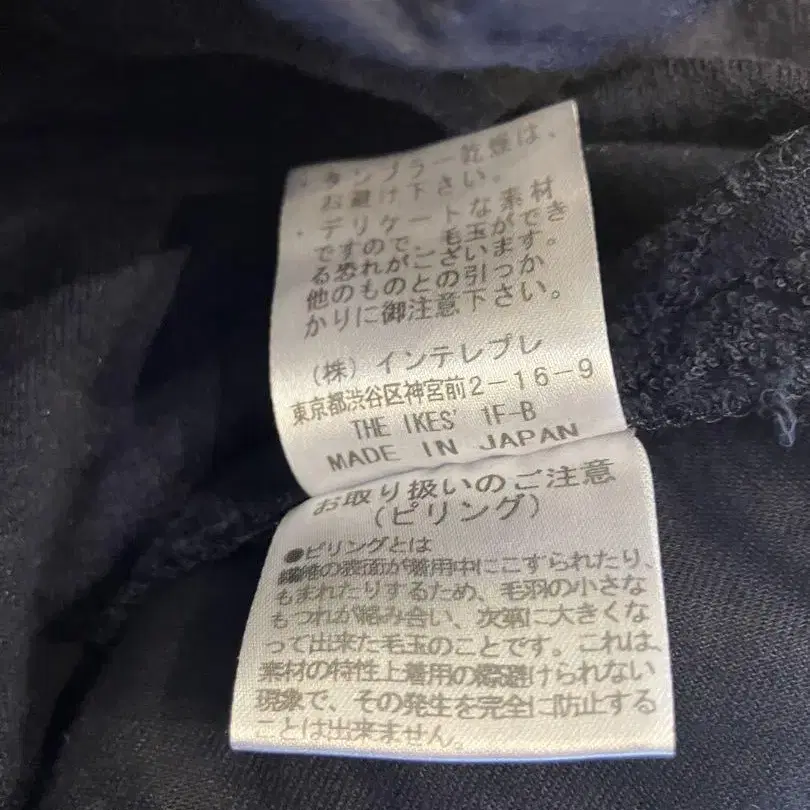 ・タンブラー乾燥は、
お避け下さい。
・デリケートな素材
ですので、毛玉ができ
る恐れがございます。
他のものとの引っか
かりに御注意下さい。
(株)インテレプレ
東京都渋谷区神宮前2-16-9
THE IKES' 1F-B
MADE IN JAPAN
お取り扱いのご注意
(ピリング)
●ピリングとは
繊維の表面が着用中にこすられたり、
もまれたりするため、毛羽の小さな
もつれが絡み合い、次第に大きくな
って出来た毛玉のことです。これは、
素材の特性上着用の際避けられない
現象で、その発生を完全に防止する
ことは出来ません。